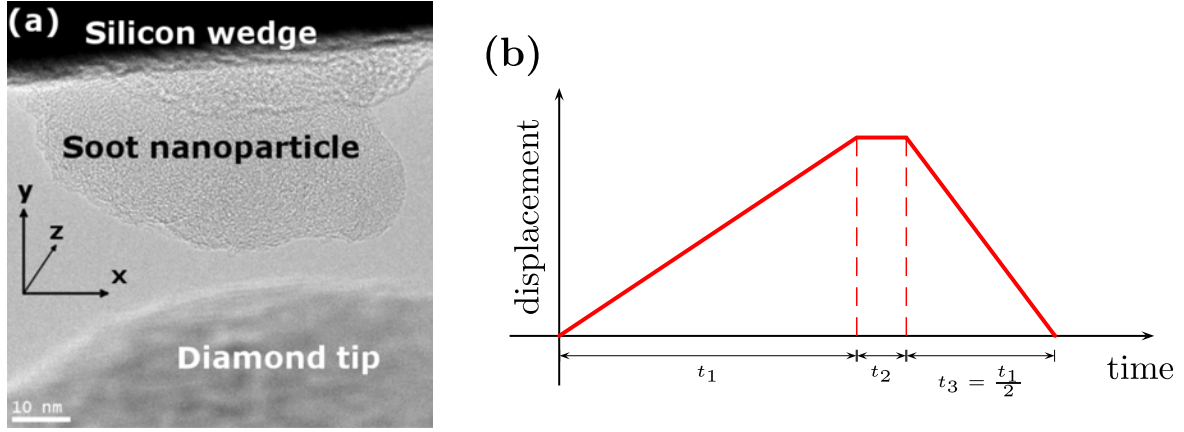 (a)
Silicon wedge
Soot nanoparticle
y
z
x
Diamond tip
10 nm
(b)
displacement
t₁
t₂
t₃ = t₁/2
time